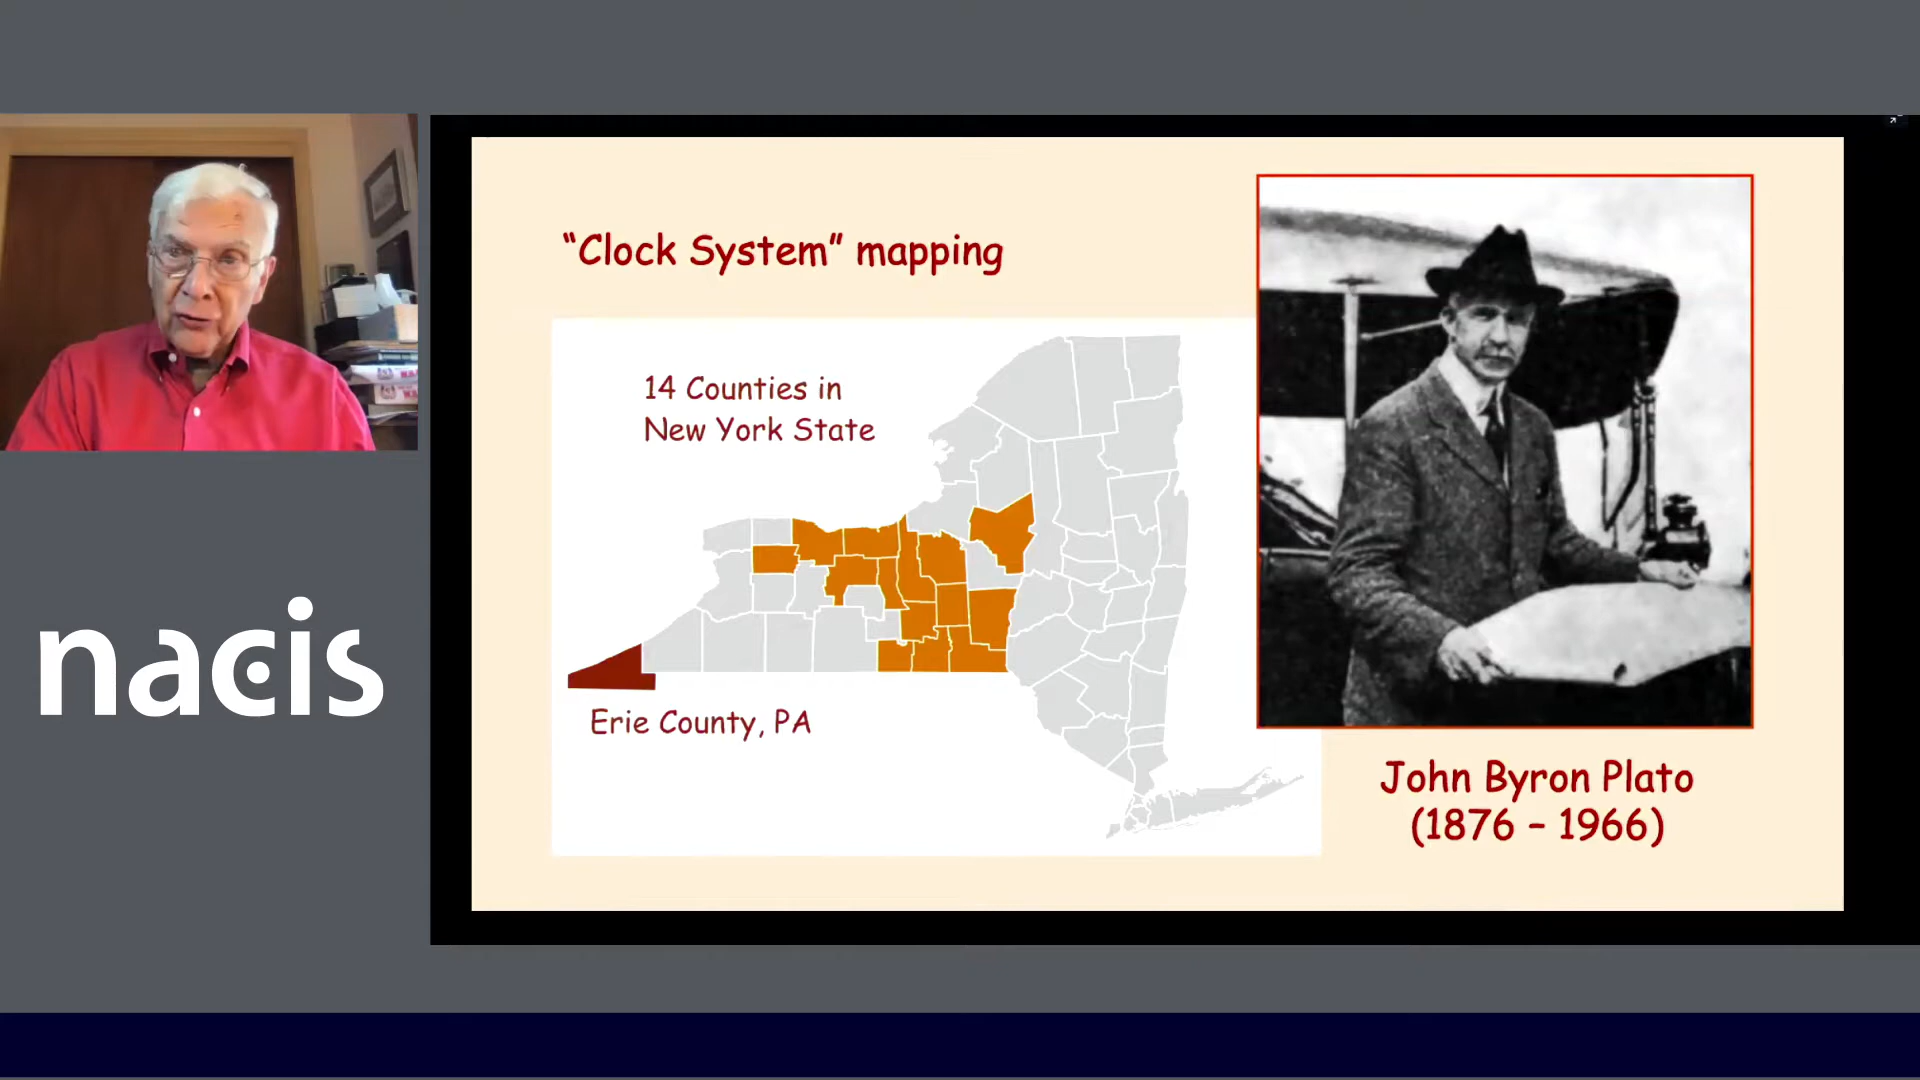 “Clock System” mapping
14 Counties in
New York State
Erie County, PA
John Byron Plato
(1876 – 1966)
nacis